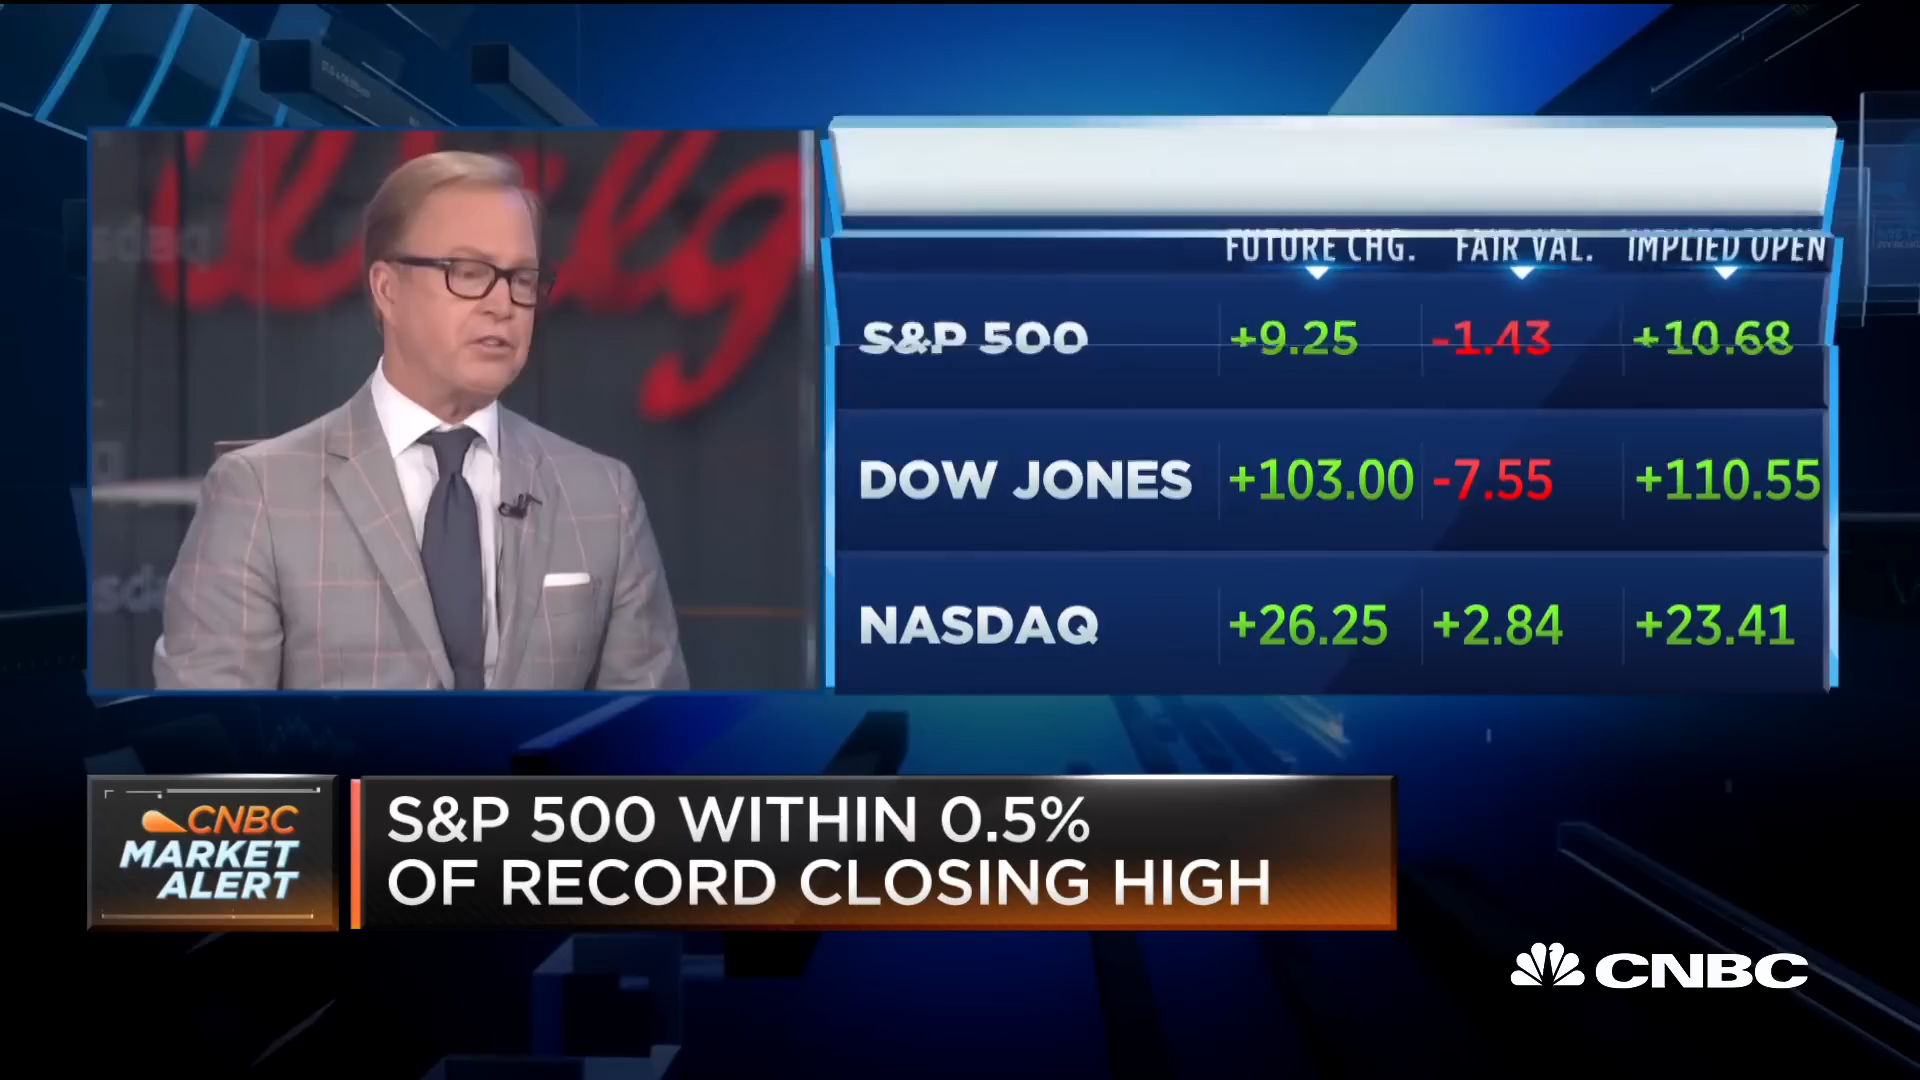 sdaq
FUTURE CHG. FAIR VAL. IMPLIED OPEN
S&P 500 +9.25 -1.43 +10.68
DOW JONES +103.00 -7.55 +110.55
NASDAQ +26.25 +2.84 +23.41
CNBC
MARKET
ALERT
S&P 500 WITHIN 0.5%
OF RECORD CLOSING HIGH
CNBC